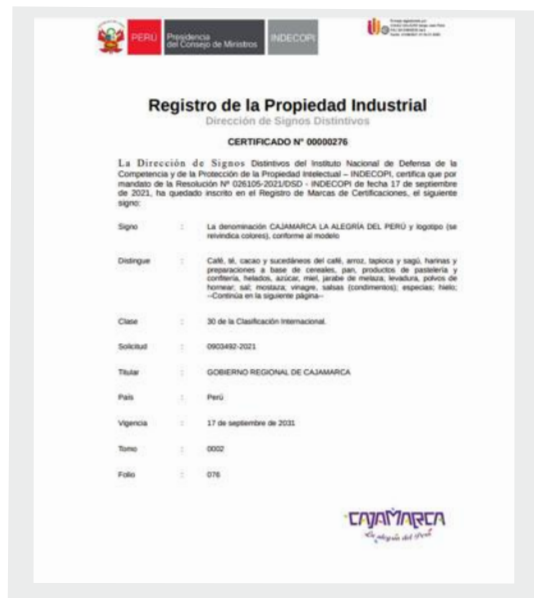 PERÚ
Presidencia
del Consejo de Ministros
INDECOPI
Registro de la Propiedad Industrial
Dirección de Signos Distintivos
CERTIFICADO N° 00000276
La Dirección de Signos Distintivos del Instituto Nacional de Defensa de la
Competencia y de la Protección de la Propiedad Intelectual – INDECOPI, certifica que por
mandato de la Resolución Nº 026105-2021/DSD - INDECOPI de fecha 17 de septiembre
de 2021, ha quedado inscrito en el Registro de Marcas de Certificaciones, el siguiente
signo:
Signo : La denominación CAJAMARCA LA ALEGRÍA DEL PERÚ y logotipo (se
reivindica colores), conforme al modelo
Distingue : Café, té, cacao y sucedáneos del café, arroz, tapioca y sagú, harinas y
preparaciones a base de cereales, pan, productos de pastelería y
confitería, helados, azúcar, miel, jarabe de melaza; levadura, polvos de
hornear; sal; mostaza; vinagre, salsas (condimentos); especias; hielo;
--Continúa en la siguiente página--
Clase : 30 de la Clasificación Internacional.
Solicitud : 0903492-2021
Titular : GOBIERNO REGIONAL DE CAJAMARCA
País : Perú
Vigencia : 17 de septiembre de 2031
Tomo : 0002
Folio : 076
CAJAMARCA
La alegría del Perú